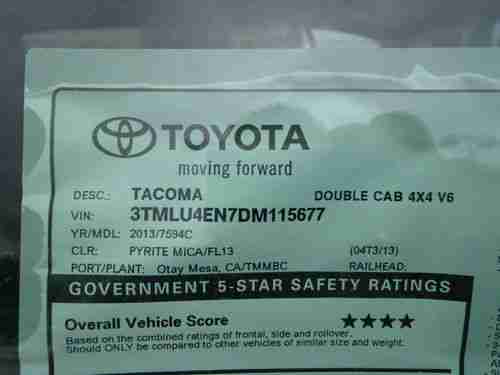 TOYOTA
moving forward
DESC.: TACOMA DOUBLE CAB 4X4 V6
VIN: 3TMLU4EN7DM115677
YR/MDL: 2013/7594C
CLR: PYRITE MICA/FL13 (04T3/13)
PORT/PLANT: Otay Mesa, CA/TMMBC RAILHEAD:
GOVERNMENT 5-STAR SAFETY RATINGS
Overall Vehicle Score ★★★★
Based on the combined ratings of frontal, side and rollover.
Should ONLY be compared to other vehicles of similar size and weight.